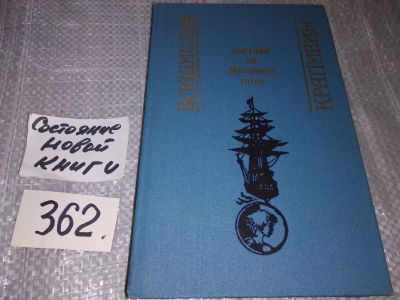 Состояние
новой
книги
362.
ВЛАДИСЛАВ
Застава
на
Якорном
поле
КРАПИВИН